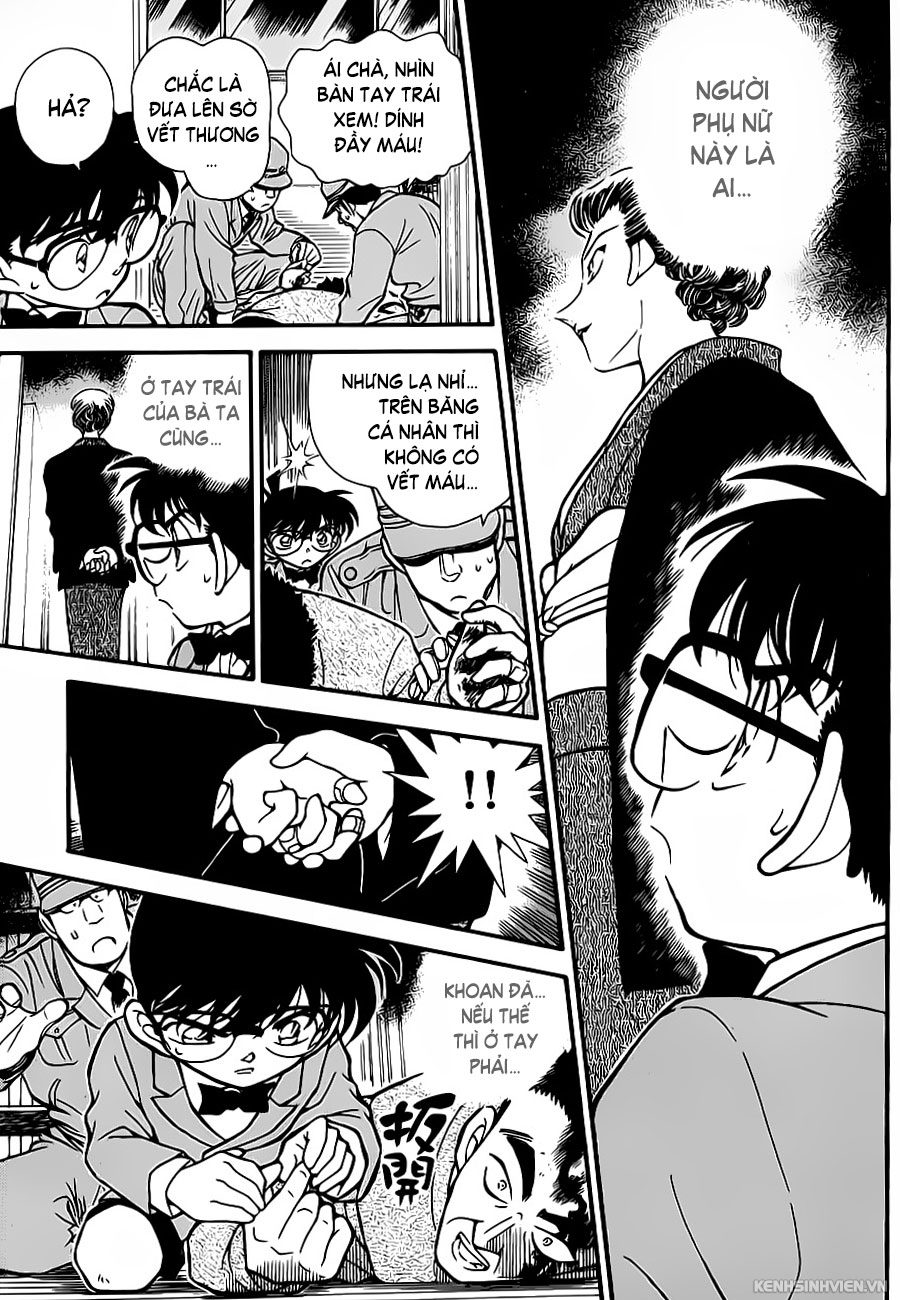 NGƯỜI
PHỤ NỮ
NÀY LÀ
AI...
ÁI CHÀ, NHÌN
BÀN TAY TRÁI
XEM! DÍNH
ĐẦY MÁU!
CHẮC LÀ
ĐƯA LÊN SỜ
VẾT THƯƠNG
...
HẢ?
NHƯNG LẠ NHỈ...
TRÊN BĂNG
CÁ NHÂN THÌ
KHÔNG CÓ
VẾT MÁU...
Ở TAY TRÁI
CỦA BÀ TA
CŨNG...
!!
KHOAN ĐÃ...
NẾU THẾ
THÌ Ở TAY
PHẢI...
扳開
KENHSINHVIEN.VN